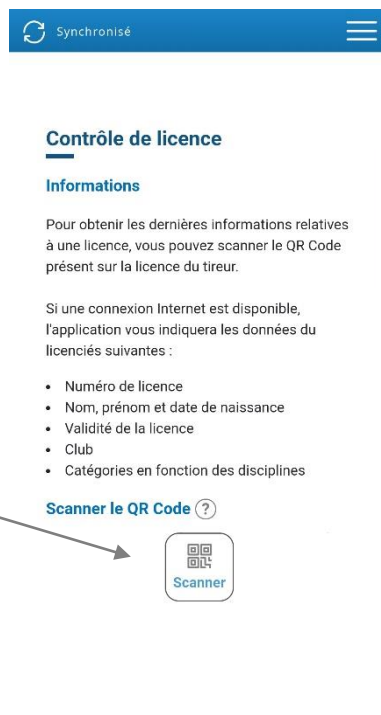 Synchronisé
Contrôle de licence
Informations
Pour obtenir les dernières informations relatives
à une licence, vous pouvez scanner le QR Code
présent sur la licence du tireur.
Si une connexion Internet est disponible,
l'application vous indiquera les données du
licenciés suivantes :
• Numéro de licence
• Nom, prénom et date de naissance
• Validité de la licence
• Club
• Catégories en fonction des disciplines
Scanner le QR Code ?
Scanner